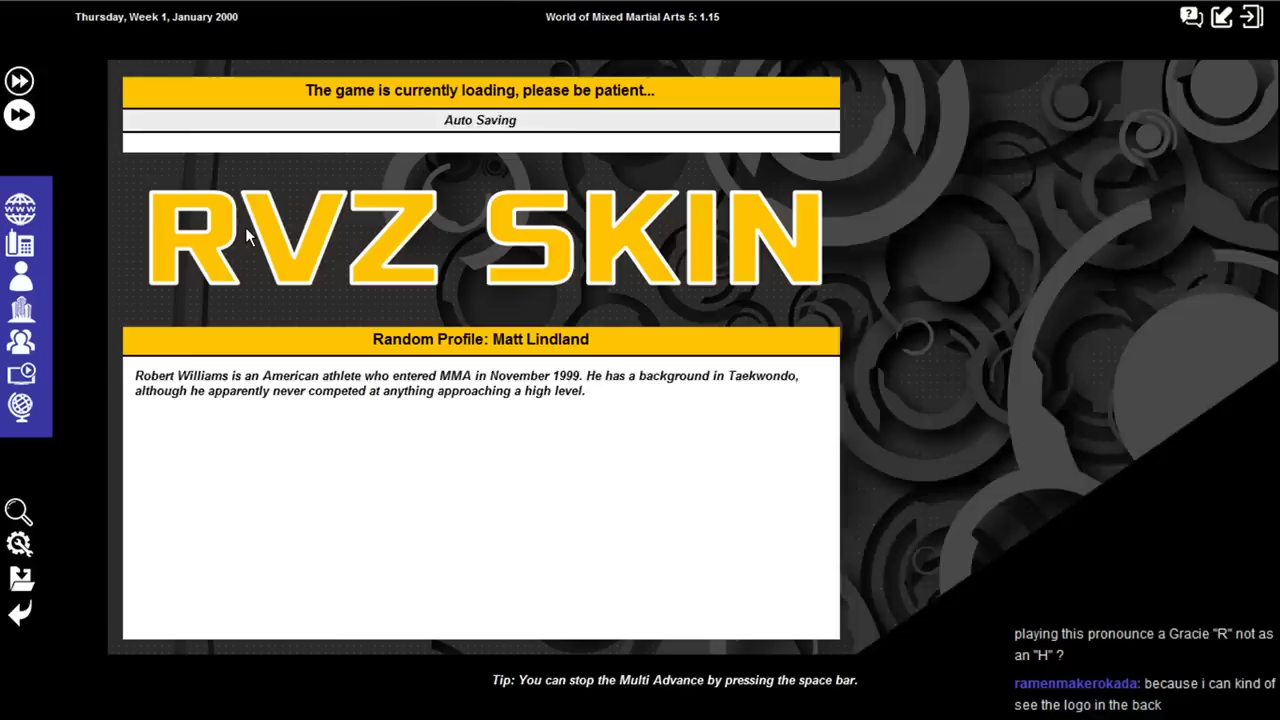 Thursday, Week 1, January 2000
World of Mixed Martial Arts 5: 1.15
The game is currently loading, please be patient...
Auto Saving
RVZ SKIN
Random Profile: Matt Lindland
Robert Williams is an American athlete who entered MMA in November 1999. He has a background in Taekwondo,
although he apparently never competed at anything approaching a high level.
WWW
playing this pronounce a Gracie "R" not as
an "H" ?
ramenmakerokada: because i can kind of
see the logo in the back
Tip: You can stop the Multi Advance by pressing the space bar.